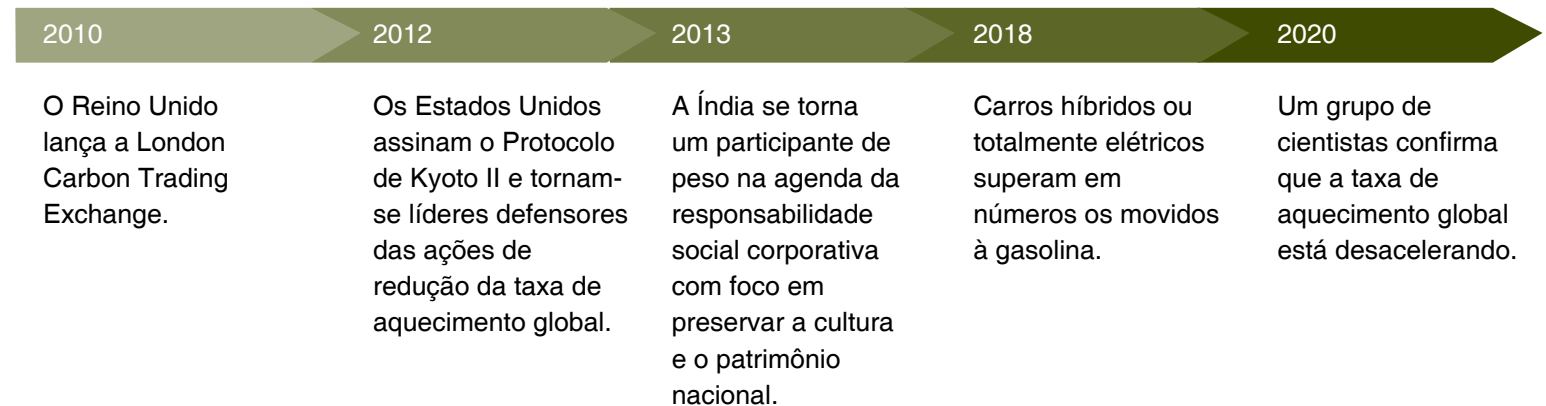 2010
O Reino Unido
lança a London
Carbon Trading
Exchange.
2012
Os Estados Unidos
assinam o Protocolo
de Kyoto II e tornam-
se líderes defensores
das ações de
redução da taxa de
aquecimento global.
2013
A Índia se torna
um participante de
peso na agenda da
responsabilidade
social corporativa
com foco em
preservar a cultura
e o patrimônio
nacional.
2018
Carros híbridos ou
totalmente elétricos
superam em
números os movidos
à gasolina.
2020
Um grupo de
cientistas confirma
que a taxa de
aquecimento global
está desacelerando.